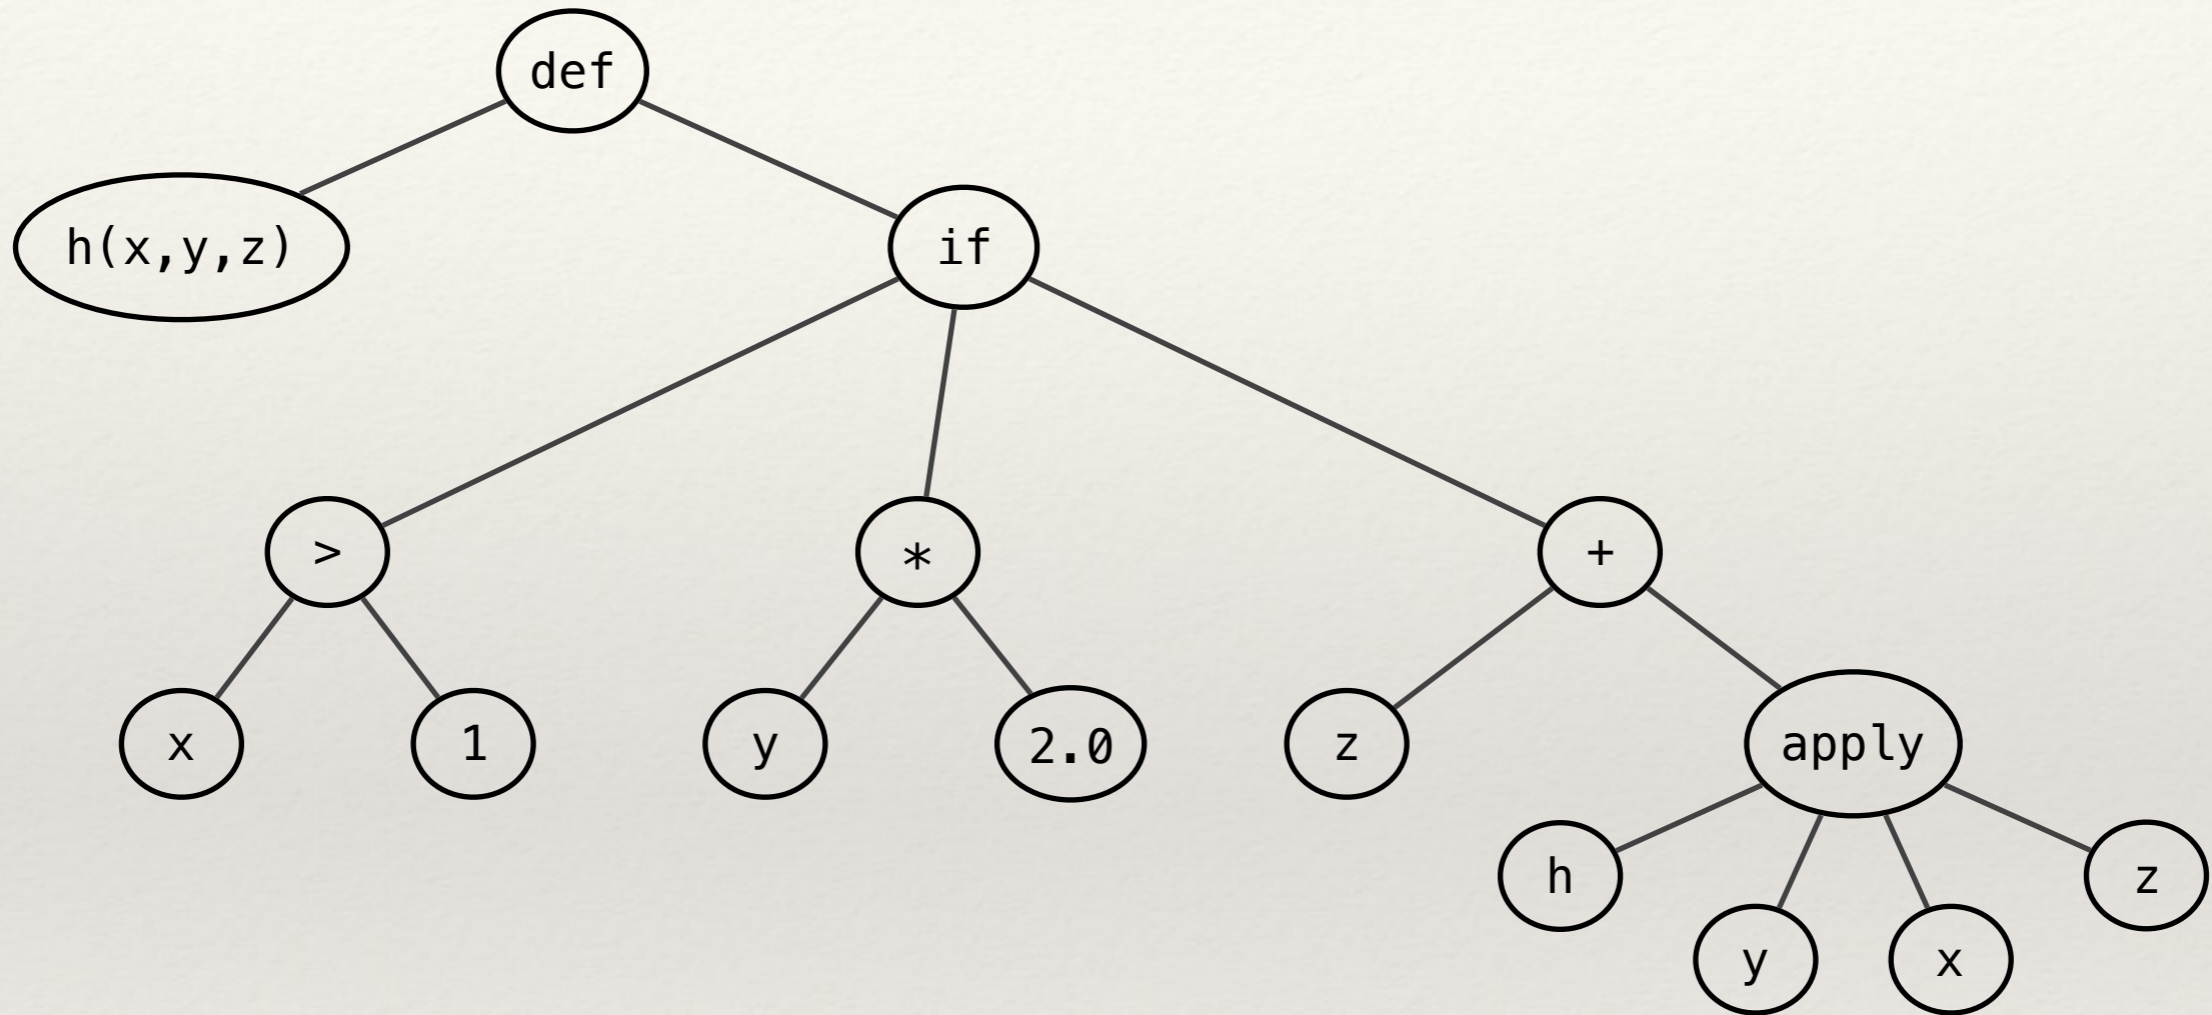 def
h(x,y,z)
if
>
*
+
x
1
y
2.0
z
apply
h
z
y
x